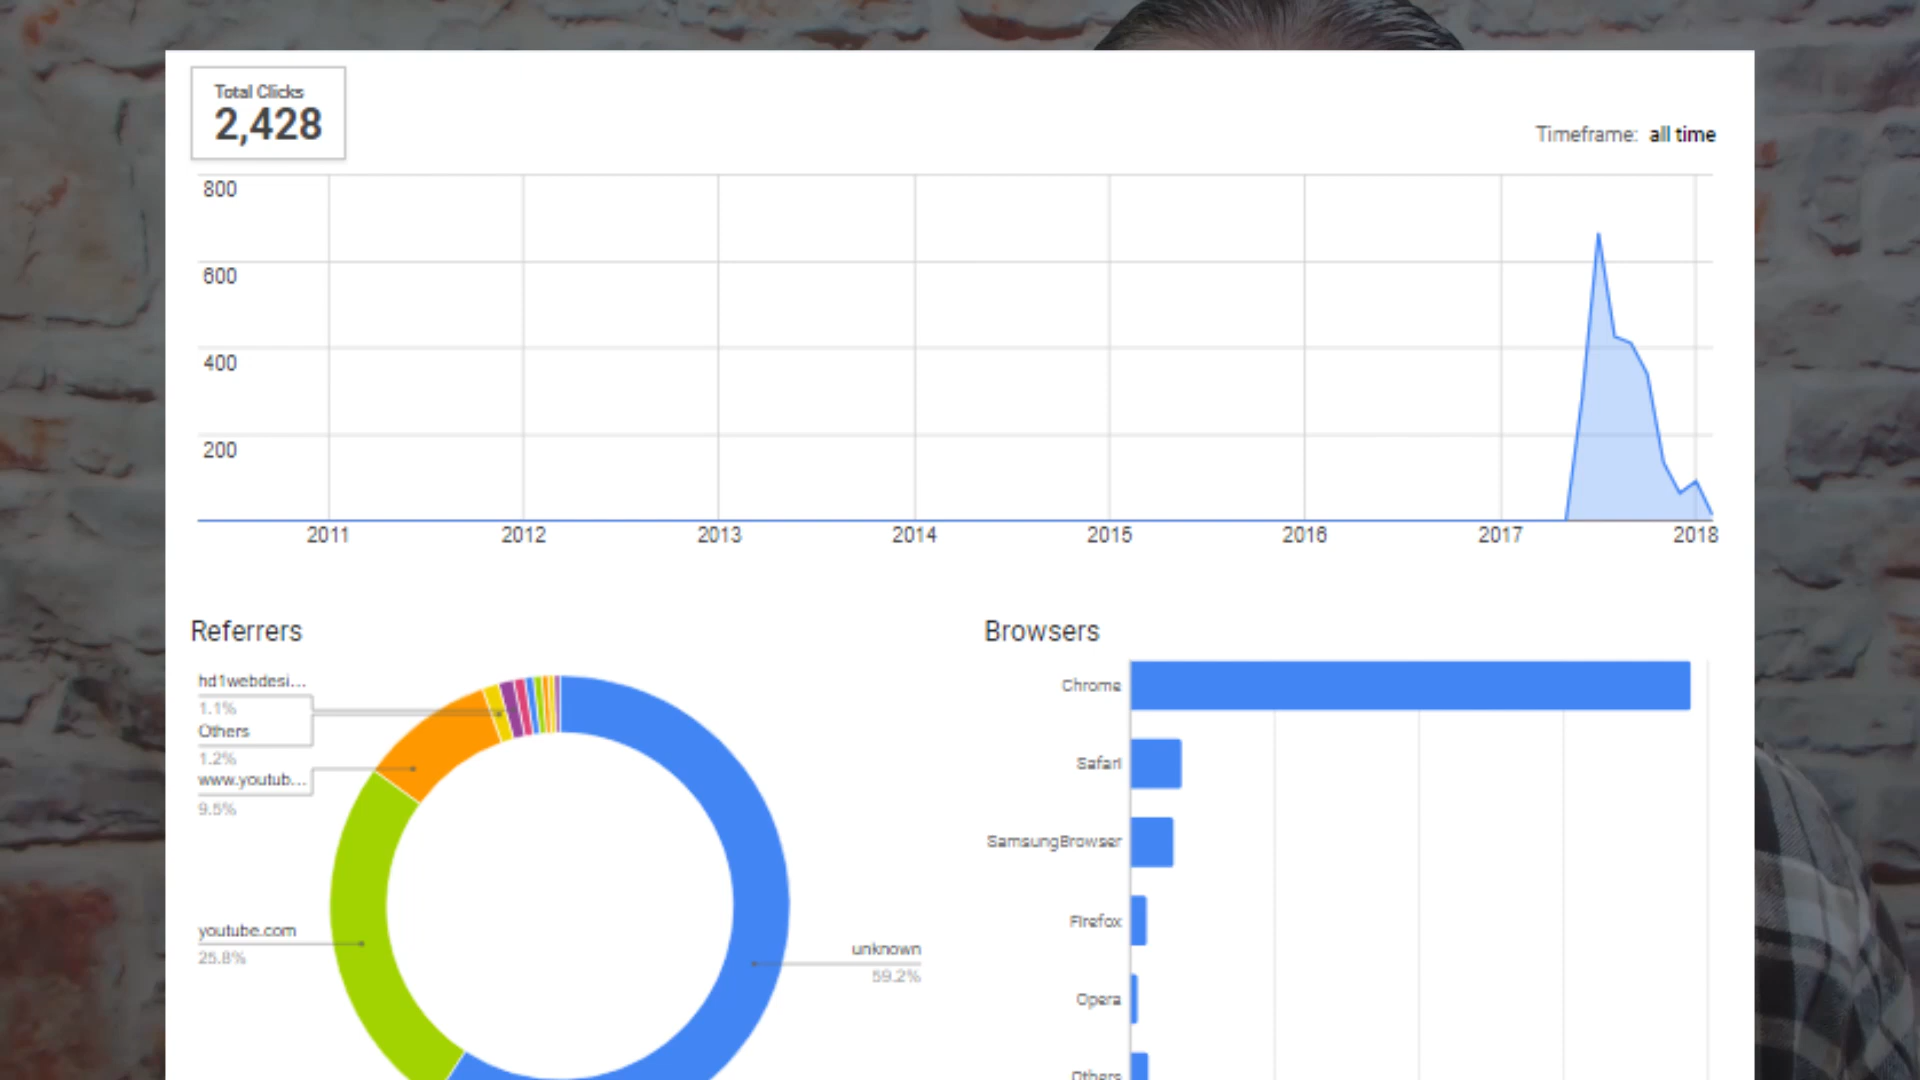 Total Clicks
2,428
Timeframe: all time
800
600
400
200
2011 2012 2013 2014 2015 2016 2017 2018
Referrers
hd1webdesi...
1.1%
Others
1.2%
www.youtub...
9.5%
youtube.com
25.8%
unknown
59.2%
Browsers
Chrome
Safari
SamsungBrowser
Firefox
Opera
Others